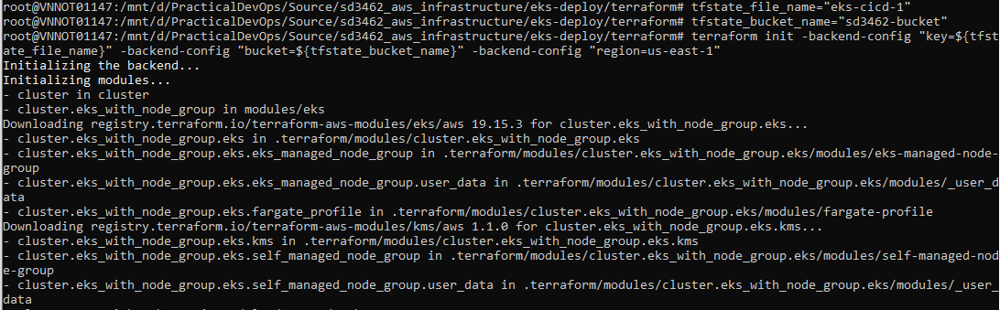 root@VNNOT01147:/mnt/d/PracticalDevOps/Source/sd3462_aws_infrastructure/eks-deploy/terraform# tfstate_file_name="eks-cicd-1"
root@VNNOT01147:/mnt/d/PracticalDevOps/Source/sd3462_aws_infrastructure/eks-deploy/terraform# tfstate_bucket_name="sd3462-bucket"
root@VNNOT01147:/mnt/d/PracticalDevOps/Source/sd3462_aws_infrastructure/eks-deploy/terraform# terraform init -backend-config "key=${tfst
ate_file_name}" -backend-config "bucket=${tfstate_bucket_name}" -backend-config "region=us-east-1"
Initializing the backend...
Initializing modules...
- cluster in cluster
- cluster.eks_with_node_group in modules/eks
Downloading registry.terraform.io/terraform-aws-modules/eks/aws 19.15.3 for cluster.eks_with_node_group.eks...
- cluster.eks_with_node_group.eks in .terraform/modules/cluster.eks_with_node_group.eks
- cluster.eks_with_node_group.eks.eks_managed_node_group in .terraform/modules/cluster.eks_with_node_group.eks/modules/eks-managed-node-
group
- cluster.eks_with_node_group.eks.eks_managed_node_group.user_data in .terraform/modules/cluster.eks_with_node_group.eks/modules/_user_d
ata
- cluster.eks_with_node_group.eks.fargate_profile in .terraform/modules/cluster.eks_with_node_group.eks/modules/fargate-profile
Downloading registry.terraform.io/terraform-aws-modules/kms/aws 1.1.0 for cluster.eks_with_node_group.eks.kms...
- cluster.eks_with_node_group.eks.kms in .terraform/modules/cluster.eks_with_node_group.eks.kms
- cluster.eks_with_node_group.eks.self_managed_node_group in .terraform/modules/cluster.eks_with_node_group.eks/modules/self-managed-nod
e-group
- cluster.eks_with_node_group.eks.self_managed_node_group.user_data in .terraform/modules/cluster.eks_with_node_group.eks/modules/_user_
data